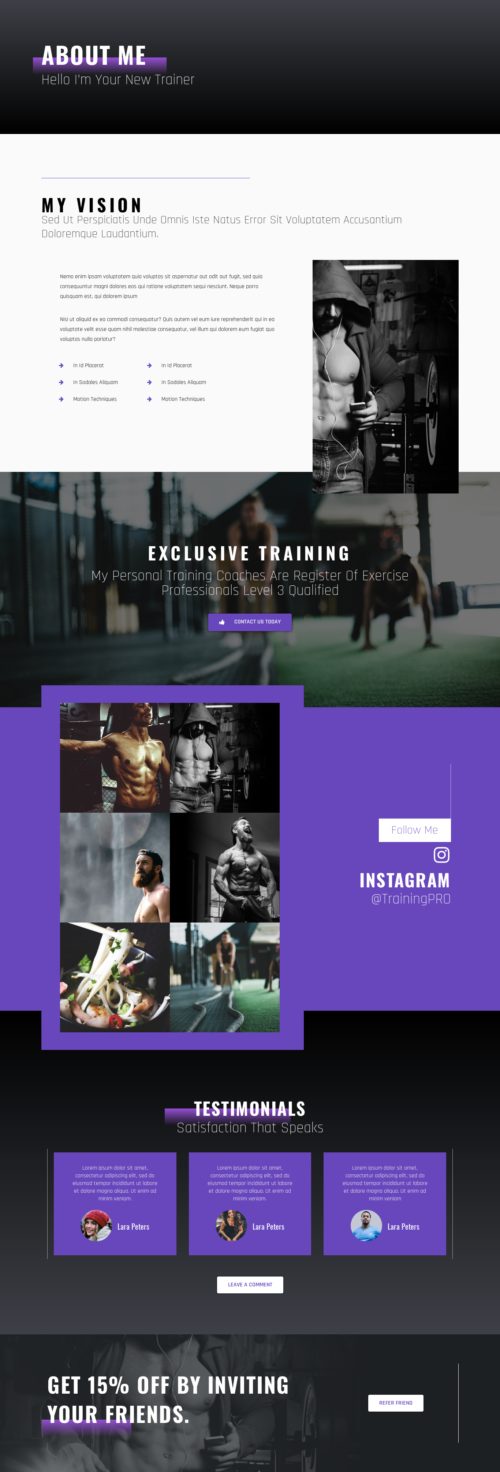 ABOUT ME
Hello I'm Your New Trainer
MY VISION
Sed Ut Perspiciatis Unde Omnis Iste Natus Error Sit Voluptatem Accusantium
Doloremque Laudantium.
Nemo enim ipsam voluptatem quia voluptas sit aspernatur aut odit aut fugit, sed quia
consequuntur magni dolores eos qui ratione voluptatem sequi nesciunt. Neque porro
quisquam est, qui dolorem ipsum
Nisi ut aliquid ex ea commodi consequatur? Quis autem vel eum iure reprehenderit qui in ea
voluptate velit esse quam nihil molestiae consequatur, vel illum qui dolorem eum fugiat quo
voluptas nulla pariatur?
In Id Placerat In Id Placerat
In Sodales Aliquam In Sodales Aliquam
Motion Techniques Motion Techniques
EXCLUSIVE TRAINING
My Personal Training Coaches Are Register Of Exercise
Professionals Level 3 Qualified
CONTACT US TODAY
Follow Me
INSTAGRAM
@TrainingPRO
TESTIMONIALS
Satisfaction That Speaks
Lorem ipsum dolor sit amet,
consectetur adipiscing elit, sed do
eiusmod tempor incididunt ut labore
et dolore magna aliqua. Ut enim ad
minim veniam.
Lara Peters
Lorem ipsum dolor sit amet,
consectetur adipiscing elit, sed do
eiusmod tempor incididunt ut labore
et dolore magna aliqua. Ut enim ad
minim veniam.
Lara Peters
Lorem ipsum dolor sit amet,
consectetur adipiscing elit, sed do
eiusmod tempor incididunt ut labore
et dolore magna aliqua. Ut enim ad
minim veniam.
Lara Peters
LEAVE A COMMENT
GET 15% OFF BY INVITING
YOUR FRIENDS.
REFER FRIEND